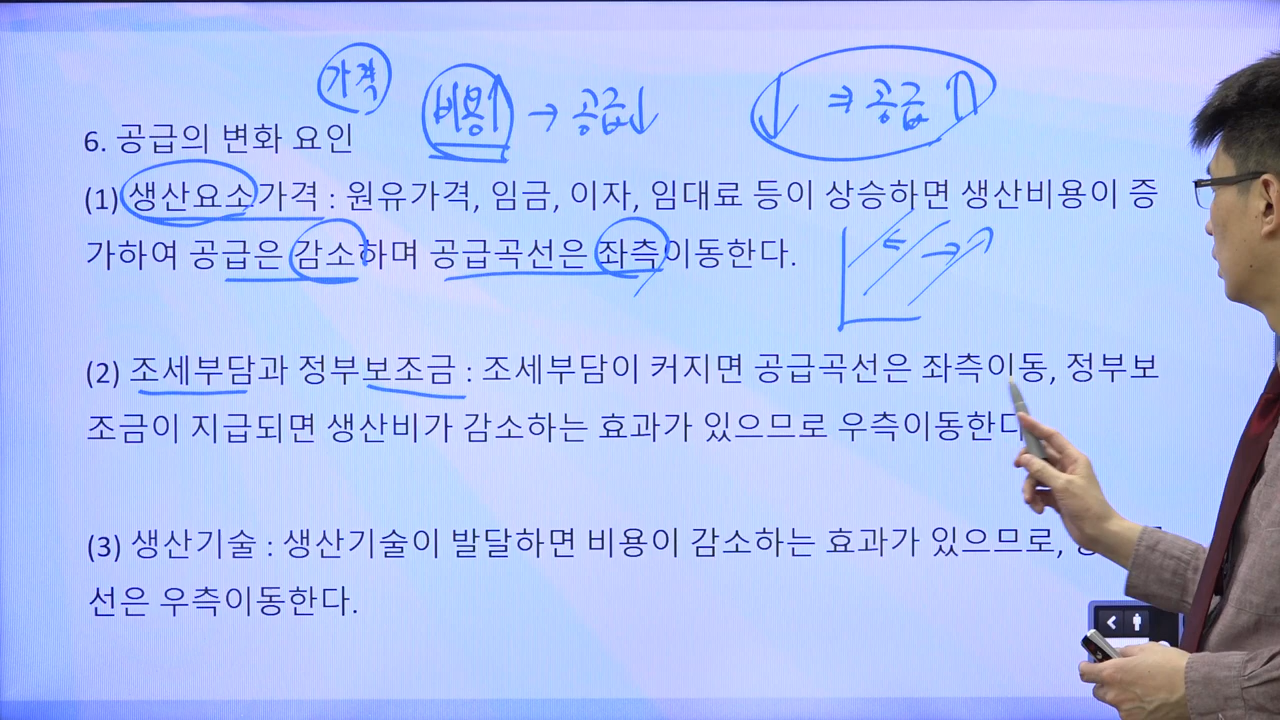 가격
비용↑ → 공급↓
↓ ⇒ 공급 ↑
6. 공급의 변화 요인
(1) 생산요소가격 : 원유가격, 임금, 이자, 임대료 등이 상승하면 생산비용이 증
가하여 공급은 감소하며 공급곡선은 좌측이동한다.
(2) 조세부담과 정부보조금 : 조세부담이 커지면 공급곡선은 좌측이동, 정부보
조금이 지급되면 생산비가 감소하는 효과가 있으므로 우측이동한다
(3) 생산기술 : 생산기술이 발달하면 비용이 감소하는 효과가 있으므로,
선은 우측이동한다.